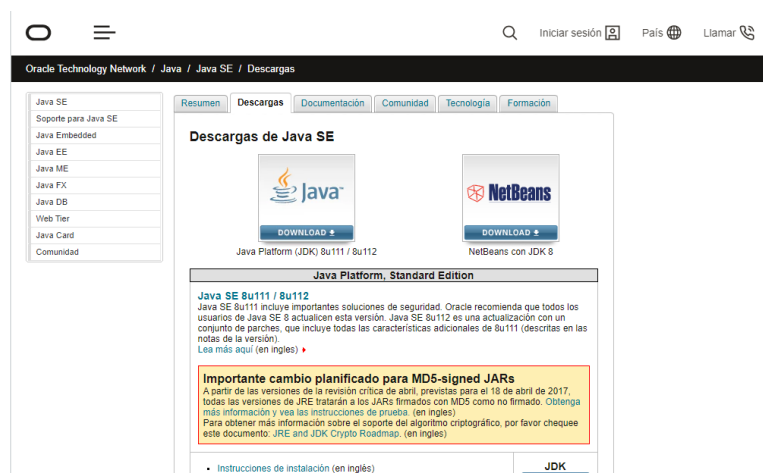 Iniciar sesión País Llamar
Oracle Technology Network / Java / Java SE / Descargas
Java SE
Soporte para Java SE
Java Embedded
Java EE
Java ME
Java FX
Java DB
Web Tier
Java Card
Comunidad
Resumen Descargas Documentación Comunidad Tecnología Formación
Descargas de Java SE
Java
DOWNLOAD
Java Platform (JDK) 8u111 / 8u112
NetBeans
DOWNLOAD
NetBeans con JDK 8
Java Platform, Standard Edition
Java SE 8u111 / 8u112
Java SE 8u111 incluye importantes soluciones de seguridad. Oracle recomienda que todos los
usuarios de Java SE 8 actualicen esta versión. Java SE 8u112 es una actualización con un
conjunto de parches, que incluye todas las características adicionales de 8u111 (descritas en las
notas de la versión).
Lea más aquí (en ingles)
Importante cambio planificado para MD5-signed JARs
A partir de las versiones de la revisión crítica de abril, previstas para el 18 de abril de 2017,
todas las versiones de JRE tratarán a los JARs firmados con MD5 como no firmado. Obtenga
más información y vea las instrucciones de prueba. (en ingles)
Para obtener más información sobre el soporte del algoritmo criptográfico, por favor chequee
este documento: JRE and JDK Crypto Roadmap. (en ingles)
Instrucciones de instalación (en inglés)
JDK